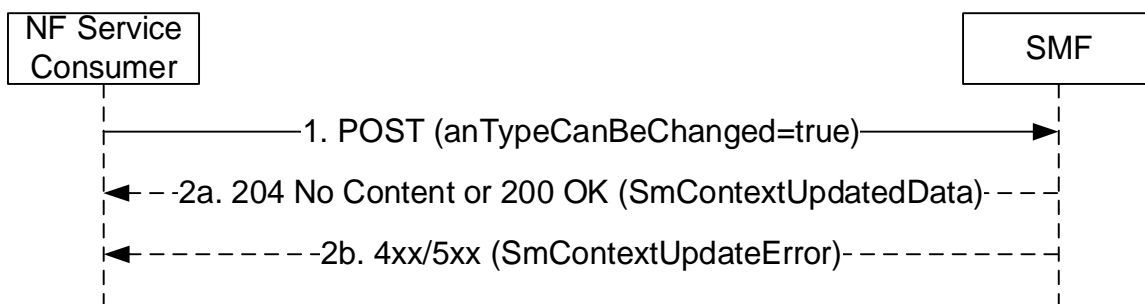 NF Service
Consumer
SMF
1. POST (anTypeCanBeChanged=true)
2a. 204 No Content or 200 OK (SmContextUpdatedData)
2b. 4xx/5xx (SmContextUpdateError)